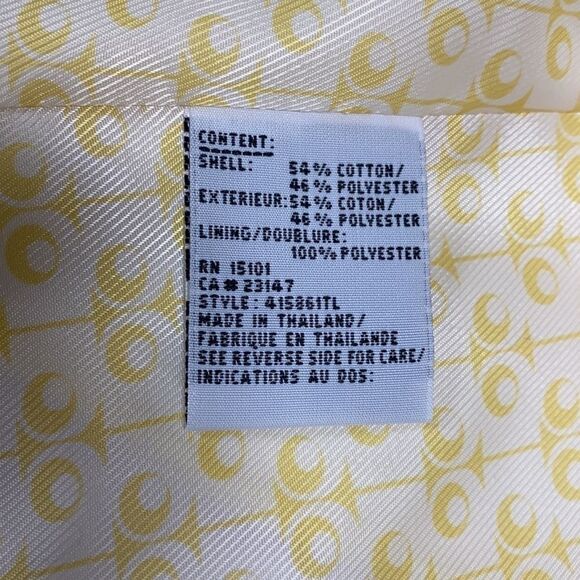 CONTENT:
SHELL: 54% COTTON/
46% POLYESTER
EXTERIEUR:54% COTON/
46% POLYESTER
LINING/DOUBLURE:
100% POLYESTER
RN 15101
CA# 23147
STYLE: 415861TL
MADE IN THAILAND/
FABRIQUE EN THAILANDE
SEE REVERSE SIDE FOR CARE/
INDICATIONS AU DOS: